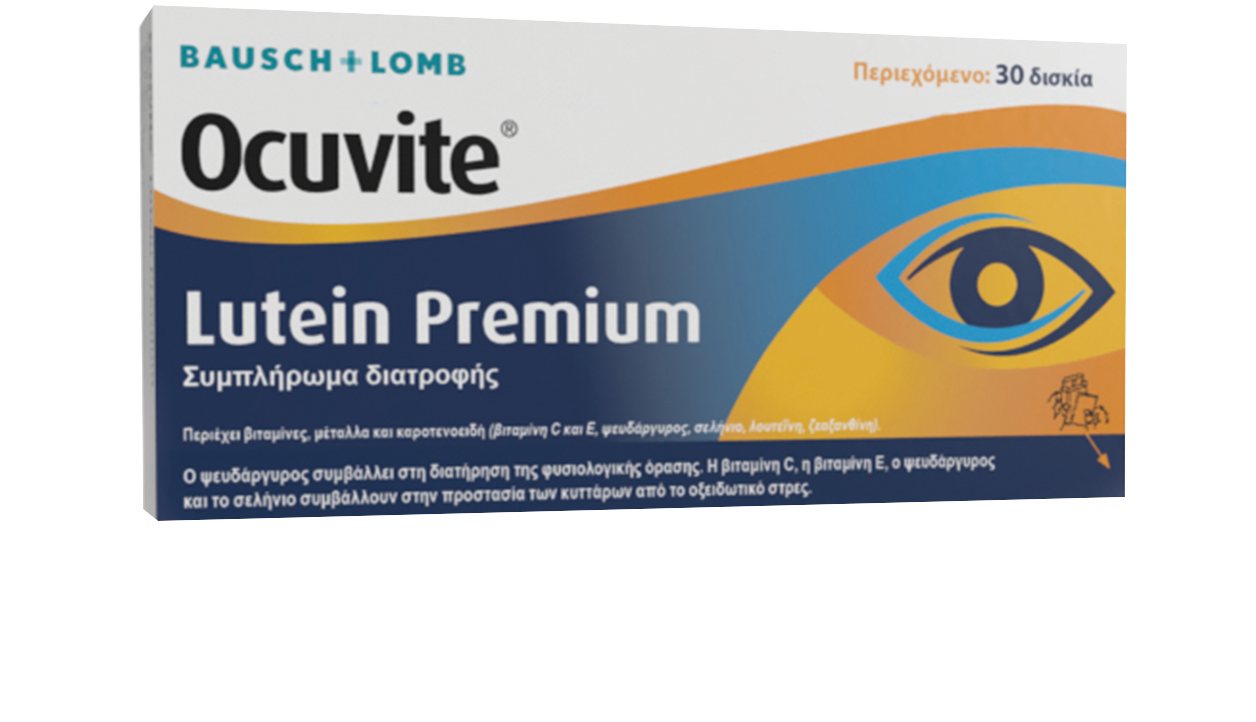 BAUSCH + LOMB
Περιεχόμενο: 30 δισκία
Ocuvite®
Lutein Premium
Συμπλήρωμα διατροφής
Περιέχει βιταμίνες, μέταλλα και καροτενοειδή (βιταμίνη C και E, ψευδάργυρος, σελήνιο, λουτεΐνη, ζεαξανθίνη).
Ο ψευδάργυρος συμβάλλει στη διατήρηση της φυσιολογικής όρασης. Η βιταμίνη C, η βιταμίνη E, ο ψευδάργυρος
και το σελήνιο συμβάλλουν στην προστασία των κυττάρων από το οξειδωτικό στρες.